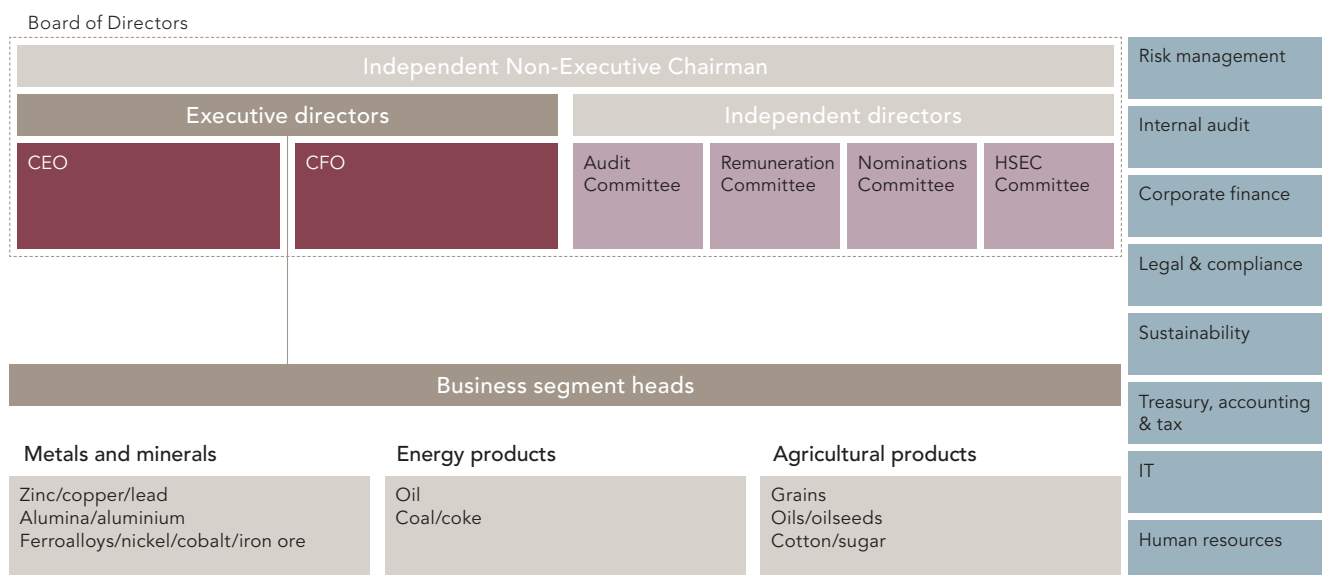 Board of Directors
Independent Non-Executive Chairman
Executive directors
Independent directors
CEO
CFO
Audit
Committee
Remuneration
Committee
Nominations
Committee
HSEC
Committee
Business segment heads
Metals and minerals
Zinc/copper/lead
Alumina/aluminium
Ferroalloys/nickel/cobalt/iron ore
Energy products
Oil
Coal/coke
Agricultural products
Grains
Oils/oilseeds
Cotton/sugar
Risk management
Internal audit
Corporate finance
Legal & compliance
Sustainability
Treasury, accounting
& tax
IT
Human resources